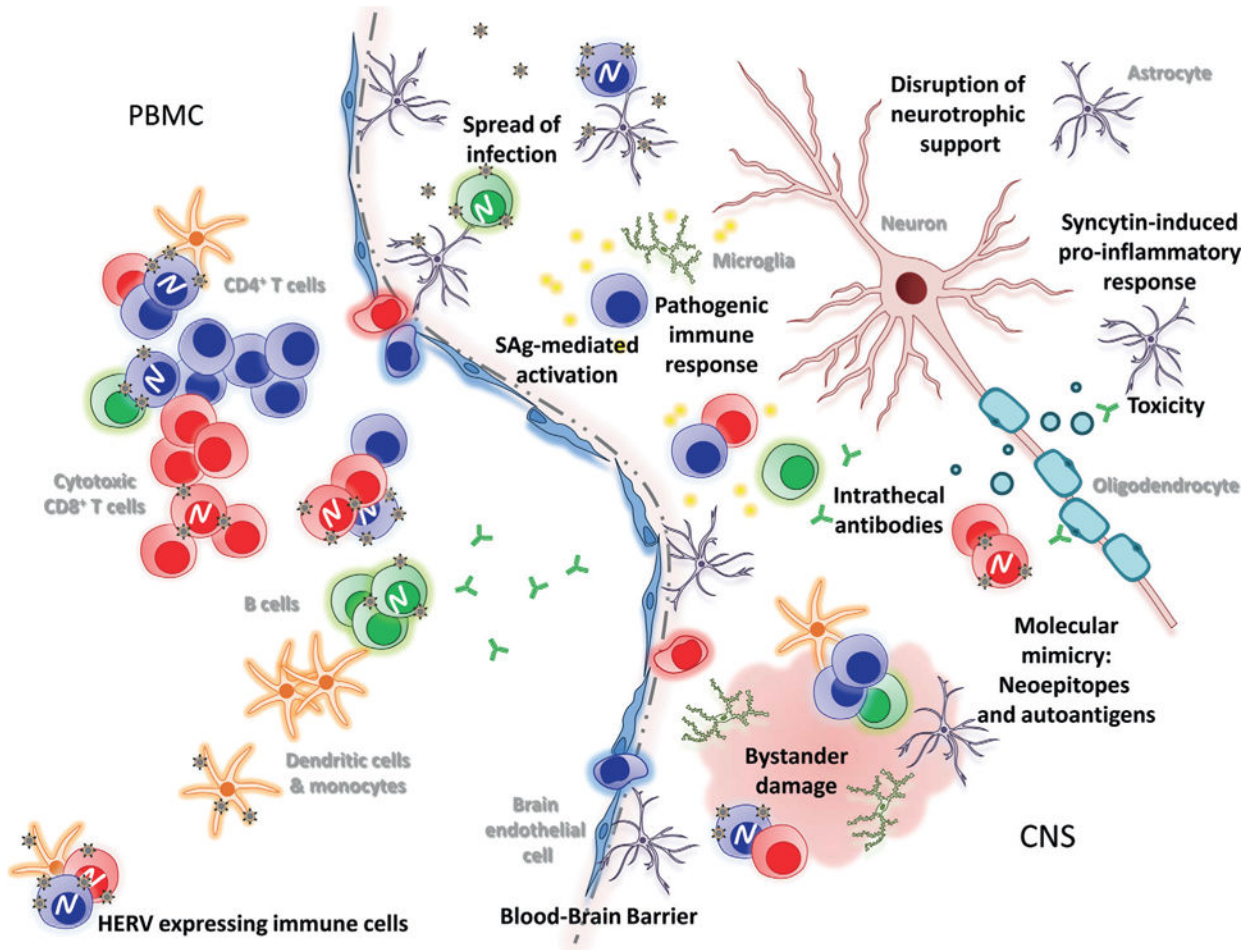 PBMC
Spread of
infection
Disruption of
neurotrophic
support
Astrocyte
Neuron
Syncytin-induced
pro-inflammatory
response
Microglia
CD4⁺ T cells
Pathogenic
immune
response
SAg-mediated
activation
Toxicity
Cytotoxic
CD8⁺ T cells
Intrathecal
antibodies
Oligodendrocyte
B cells
Molecular
mimicry:
Neoepitopes
and autoantigens
Dendritic cells
& monocytes
Bystander
damage
Brain
endothelial
cell
CNS
HERV expressing immune cells
Blood-Brain Barrier
N
N
N
N
N
N
N
N
N
N
N
N